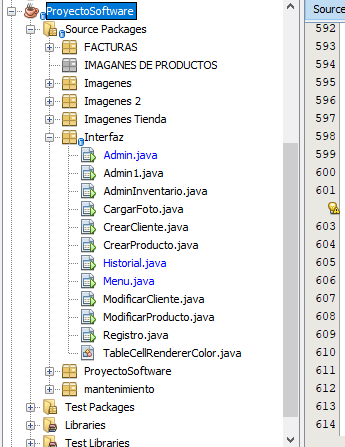 ProyectoSoftware
Source Packages
FACTURAS
IMAGANES DE PRODUCTOS
Imagenes
Imagenes 2
Imagenes Tienda
Interfaz
Admin.java
Admin1.java
AdminInventario.java
CargarFoto.java
CrearCliente.java
CrearProducto.java
Historial.java
Menu.java
ModificarCliente.java
ModificarProducto.java
Registro.java
TableCellRendererColor.java
ProyectoSoftware
mantenimiento
Test Packages
Libraries
Test Libraries
Source
592
593
594
595
596
597
598
599
600
601
603
604
605
606
607
608
609
610
611
612
613
614